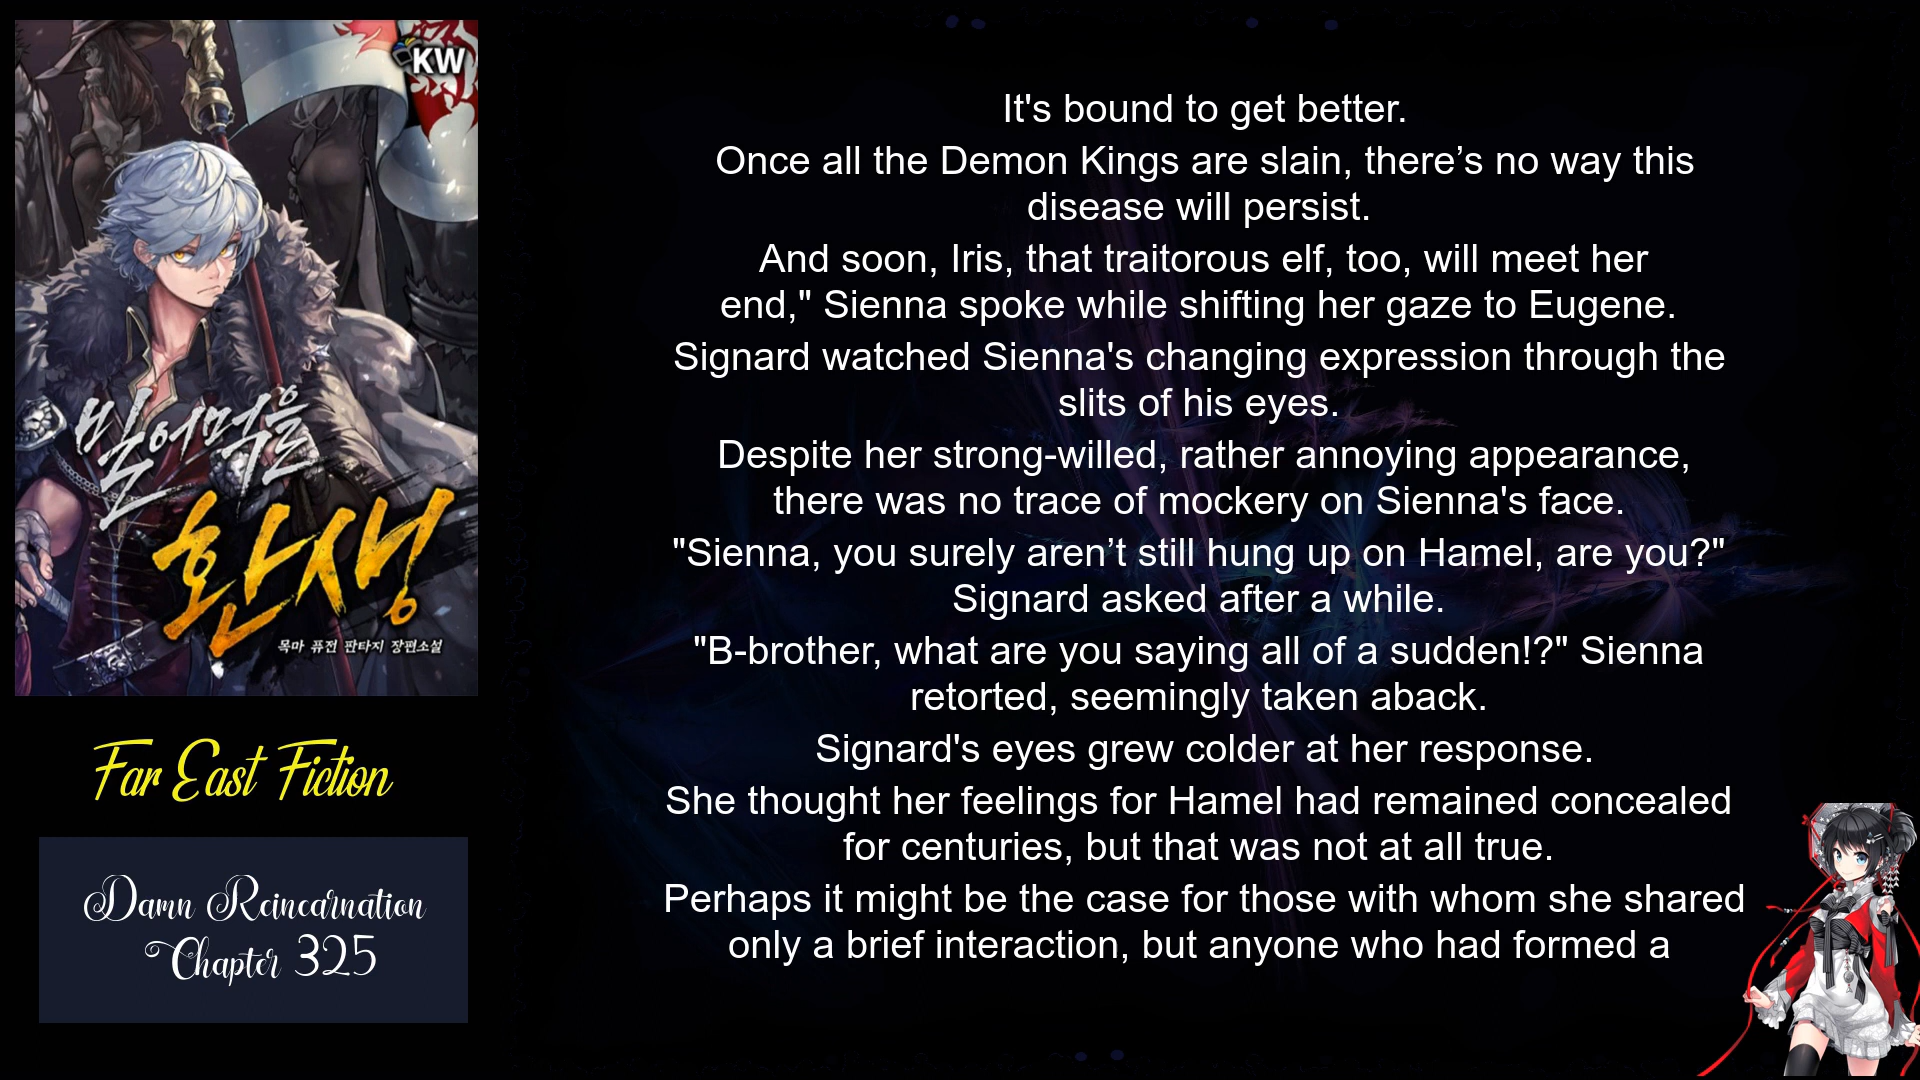 KW
빌어먹을
환생
목마 퓨전 판타지 장편소설
Far East Fiction
Damn Reincarnation
Chapter 325
It's bound to get better.
Once all the Demon Kings are slain, there’s no way this
disease will persist.
And soon, Iris, that traitorous elf, too, will meet her
end," Sienna spoke while shifting her gaze to Eugene.
Signard watched Sienna's changing expression through the
slits of his eyes.
Despite her strong-willed, rather annoying appearance,
there was no trace of mockery on Sienna's face.
"Sienna, you surely aren’t still hung up on Hamel, are you?"
Signard asked after a while.
"B-brother, what are you saying all of a sudden!?" Sienna
retorted, seemingly taken aback.
Signard's eyes grew colder at her response.
She thought her feelings for Hamel had remained concealed
for centuries, but that was not at all true.
Perhaps it might be the case for those with whom she shared
only a brief interaction, but anyone who had formed a